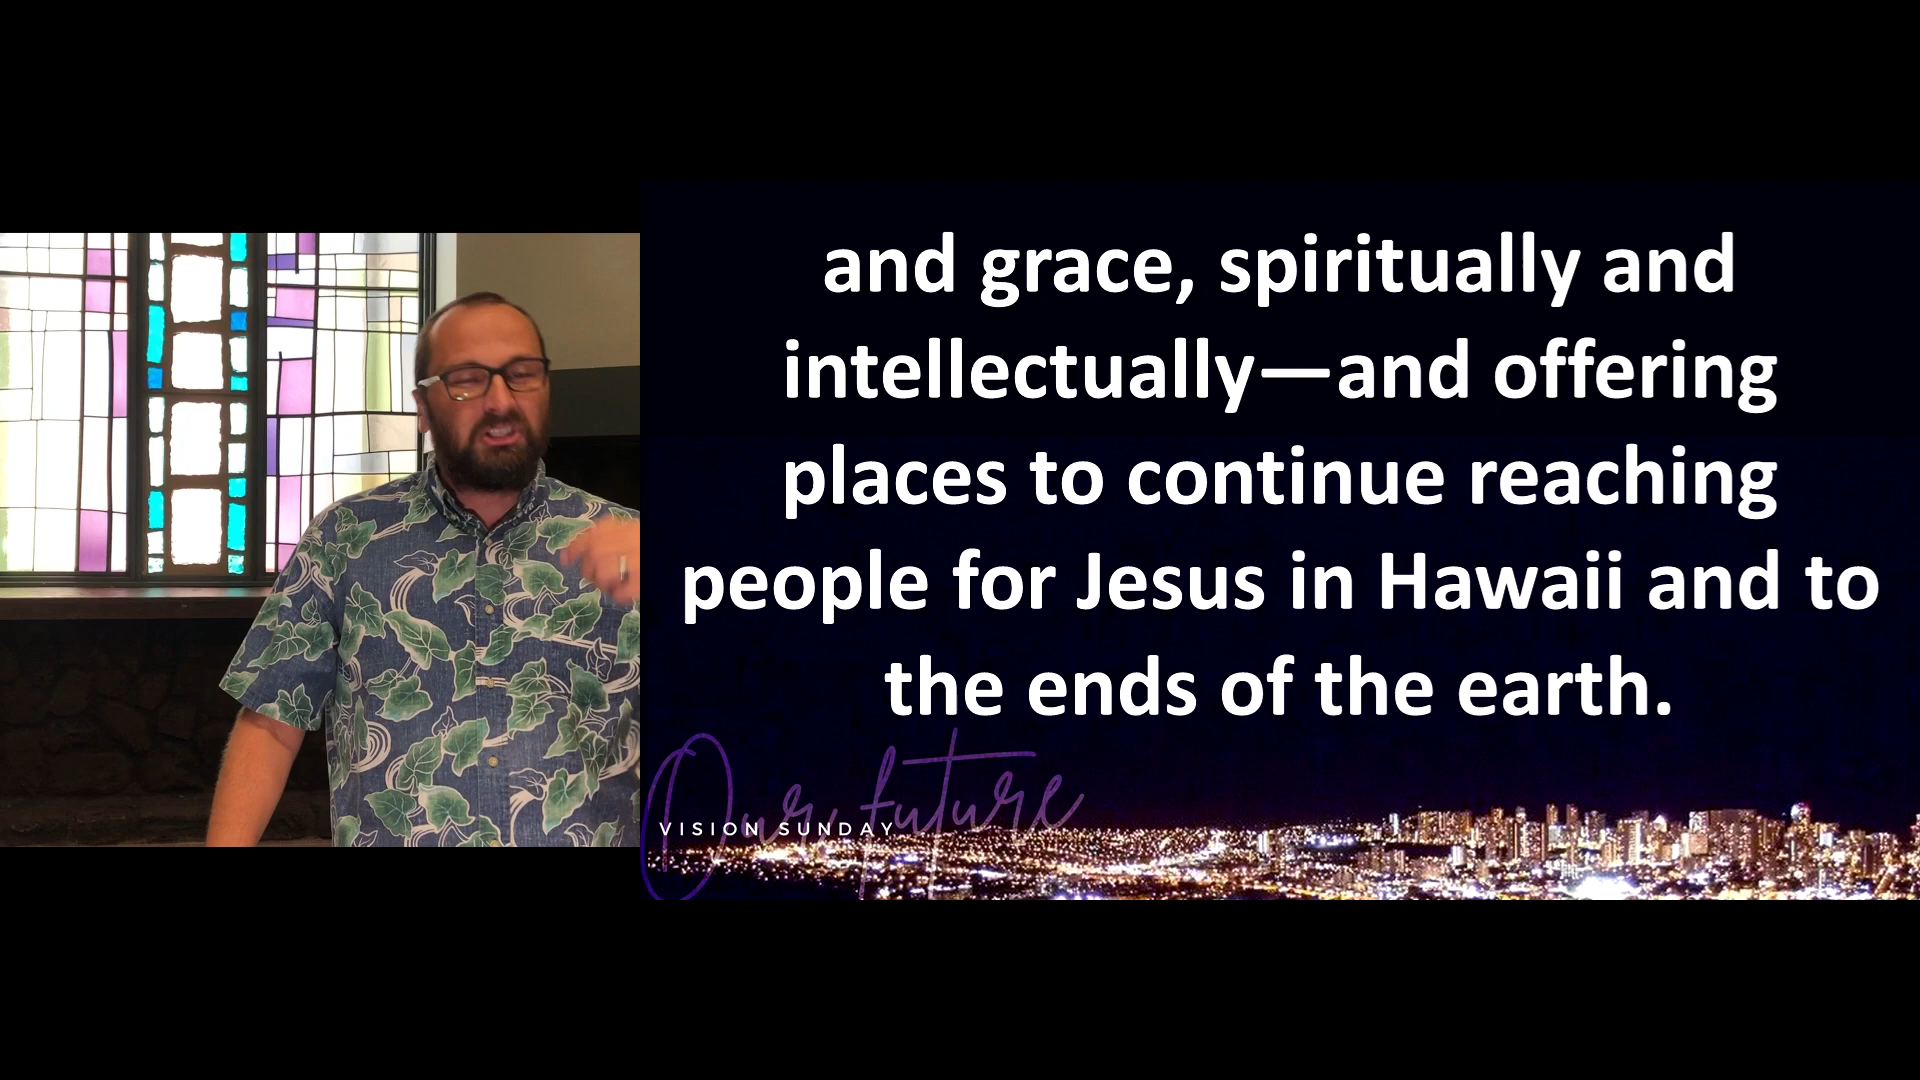 and grace, spiritually and
intellectually—and offering
places to continue reaching
people for Jesus in Hawaii and to
the ends of the earth.
Our future
VISION SUNDAY